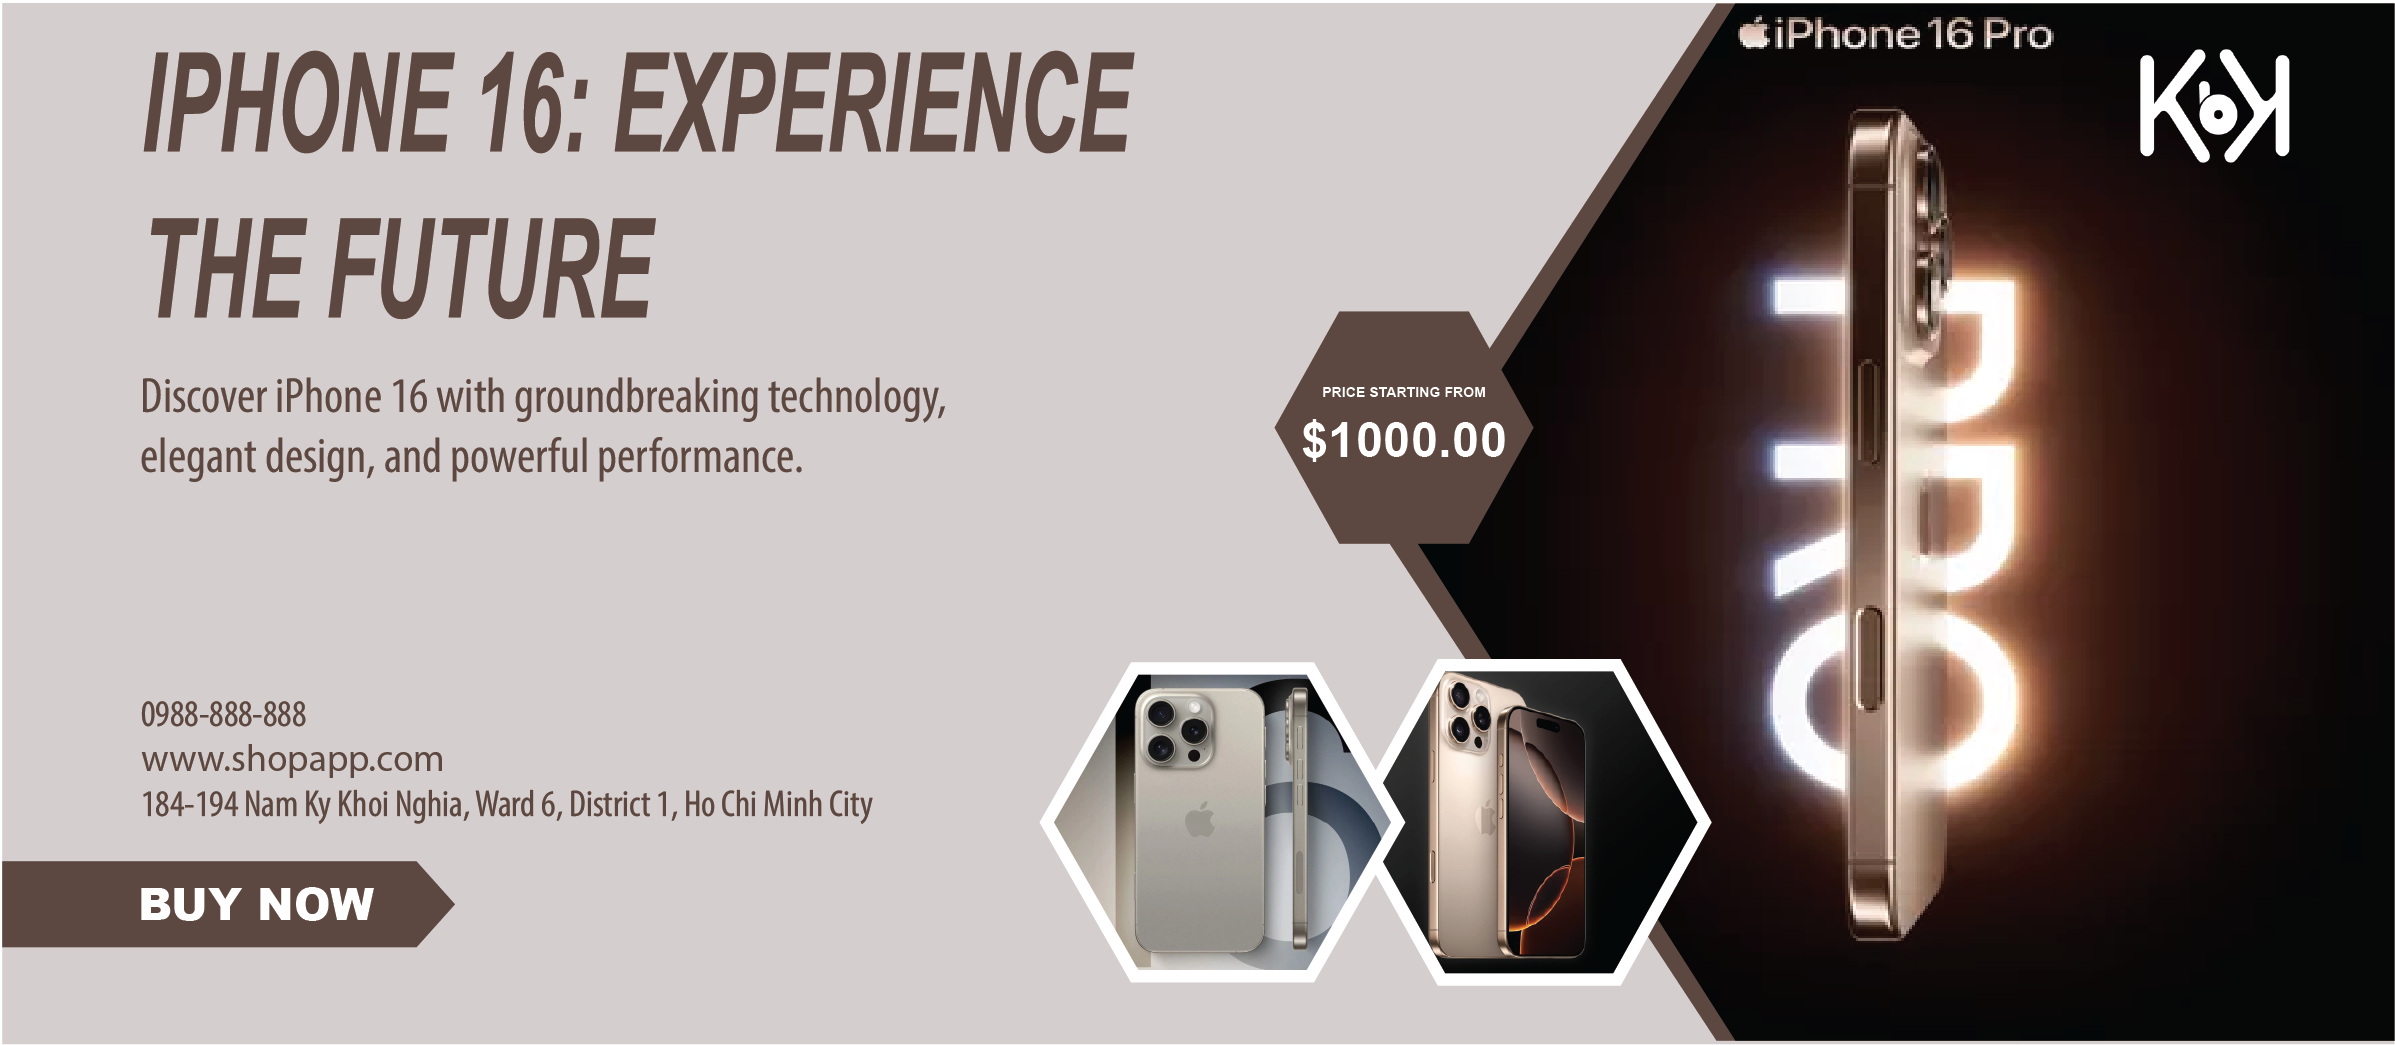 IPHONE 16: EXPERIENCE
THE FUTURE
Discover iPhone 16 with groundbreaking technology,
elegant design, and powerful performance.
0988-888-888
www.shopapp.com
184-194 Nam Ky Khoi Nghia, Ward 6, District 1, Ho Chi Minh City
BUY NOW
PRICE STARTING FROM
$1000.00
iPhone 16 Pro
KbK
PRO